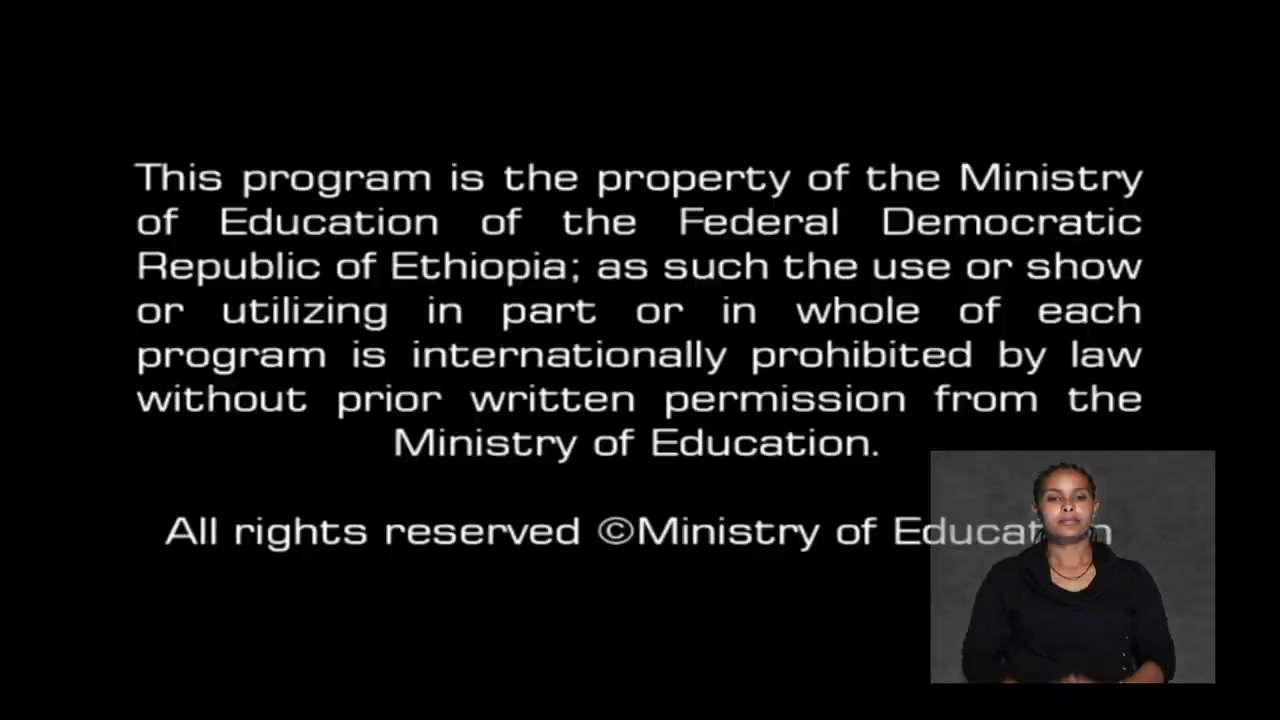 This program is the property of the Ministry
of Education of the Federal Democratic
Republic of Ethiopia; as such the use or show
or utilizing in part or in whole of each
program is internationally prohibited by law
without prior written permission from the
Ministry of Education.
All rights reserved ©Ministry of Education